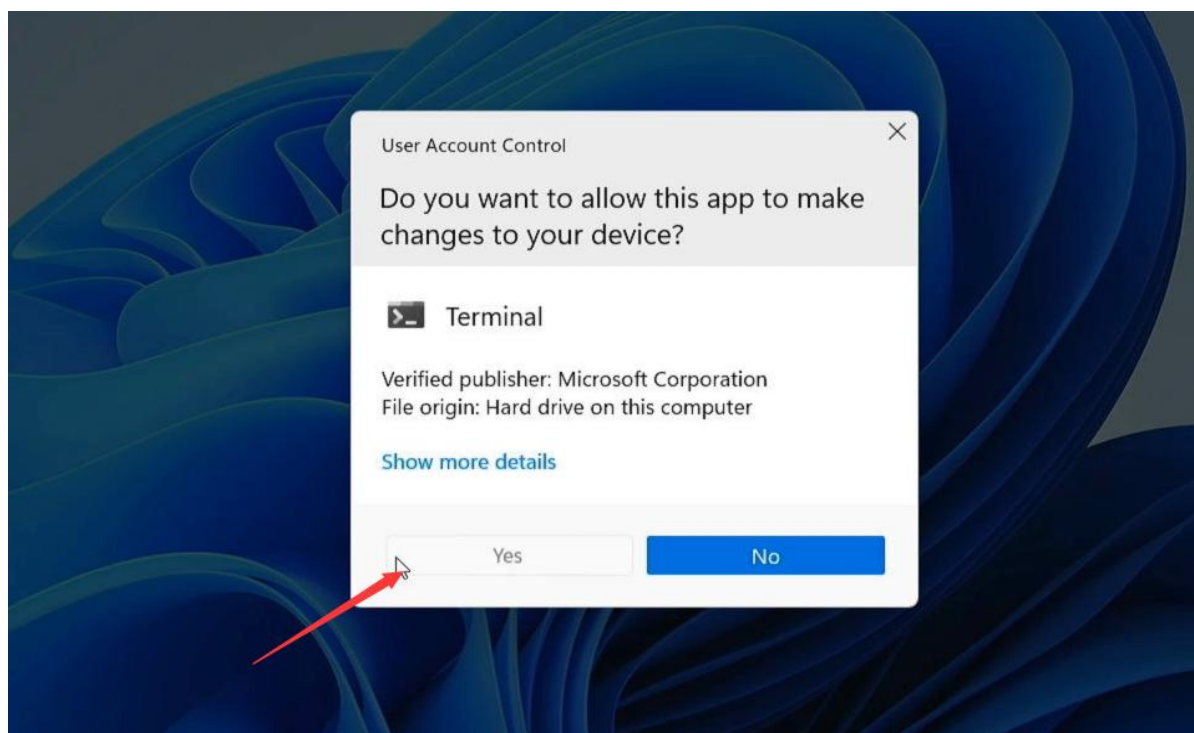 User Account Control
Do you want to allow this app to make
changes to your device?
Terminal
Verified publisher: Microsoft Corporation
File origin: Hard drive on this computer
Show more details
Yes
No